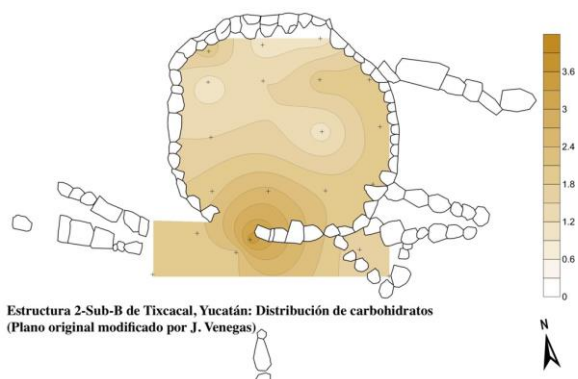 3.6
3
2.4
1.8
1.2
0.6
0
Estructura 2-Sub-B de Tixcacal, Yucatán: Distribución de carbohidratos
(Plano original modificado por J. Venegas)
N